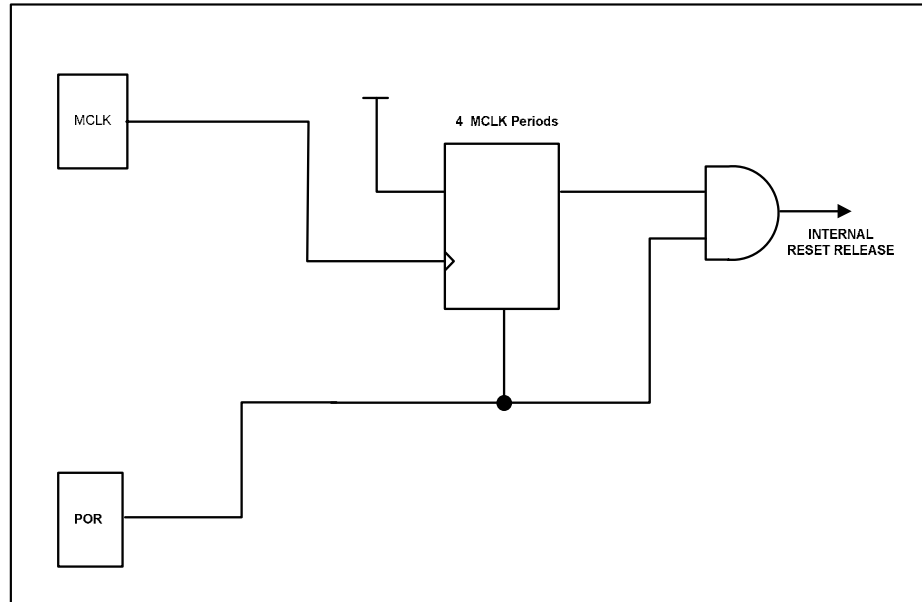 MCLK
4 MCLK Periods
INTERNAL
RESET RELEASE
POR